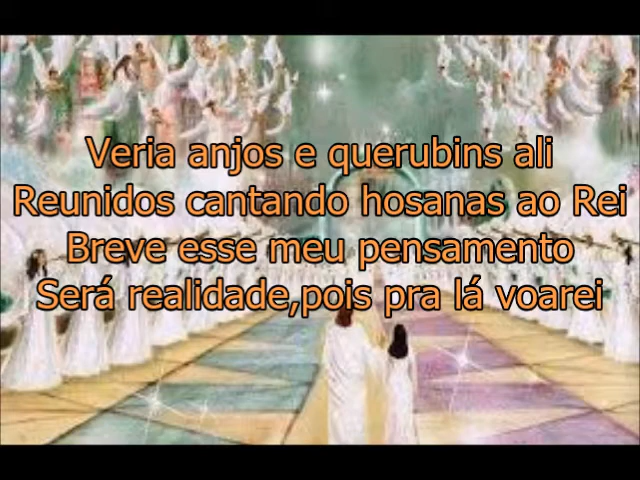 Veria anjos e querubins ali
Reunidos cantando hosanas ao Rei
Breve esse meu pensamento
Será realidade,pois pra lá voarei